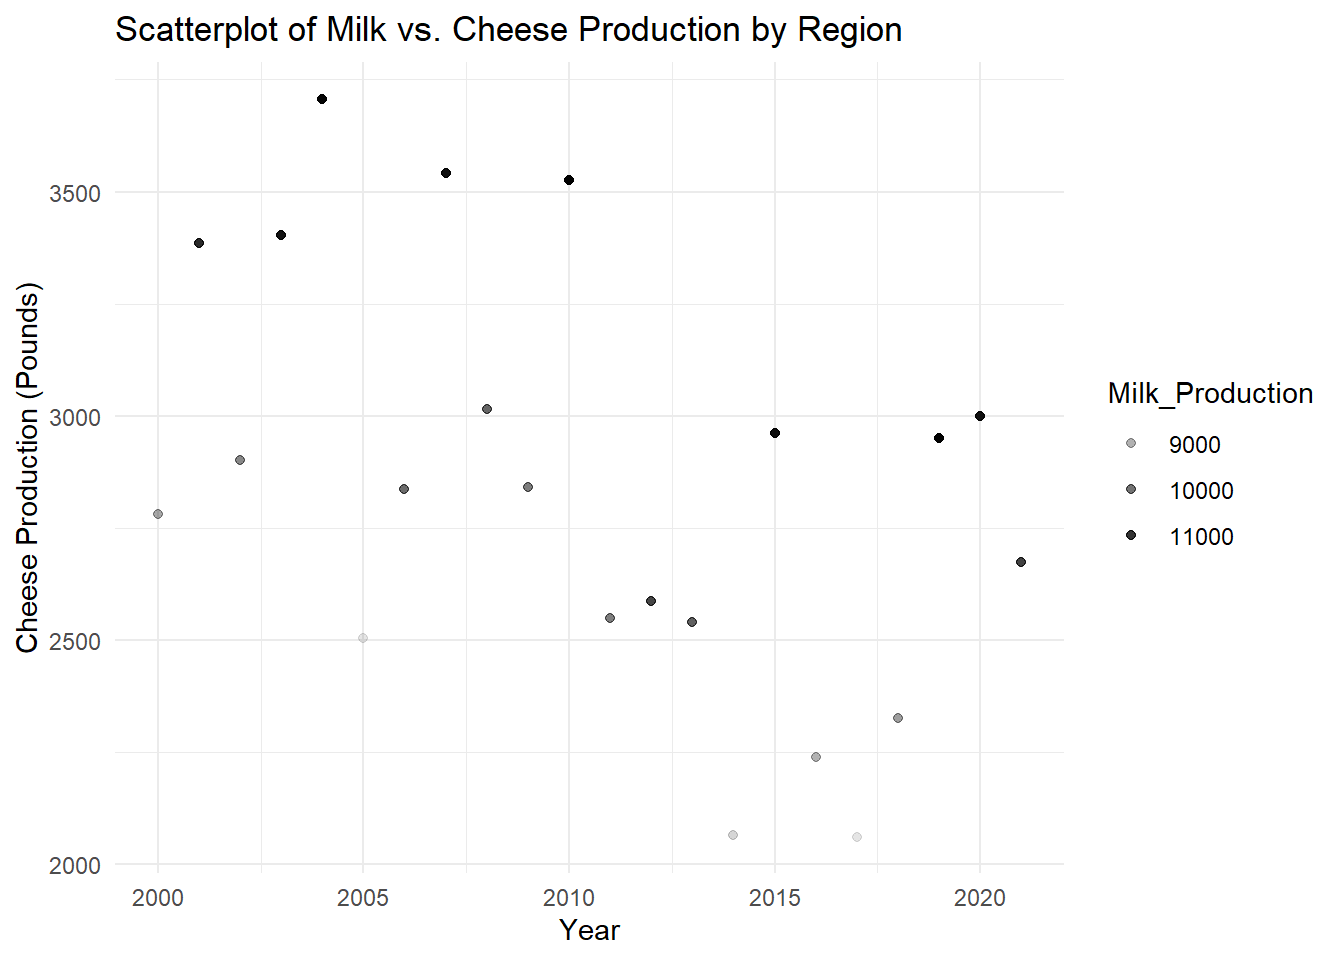 Scatterplot of Milk vs. Cheese Production by Region
3500
3000
2500
2000
Cheese Production (Pounds)
2000 2005 2010 2015 2020
Year
Milk_Production
9000
10000
11000